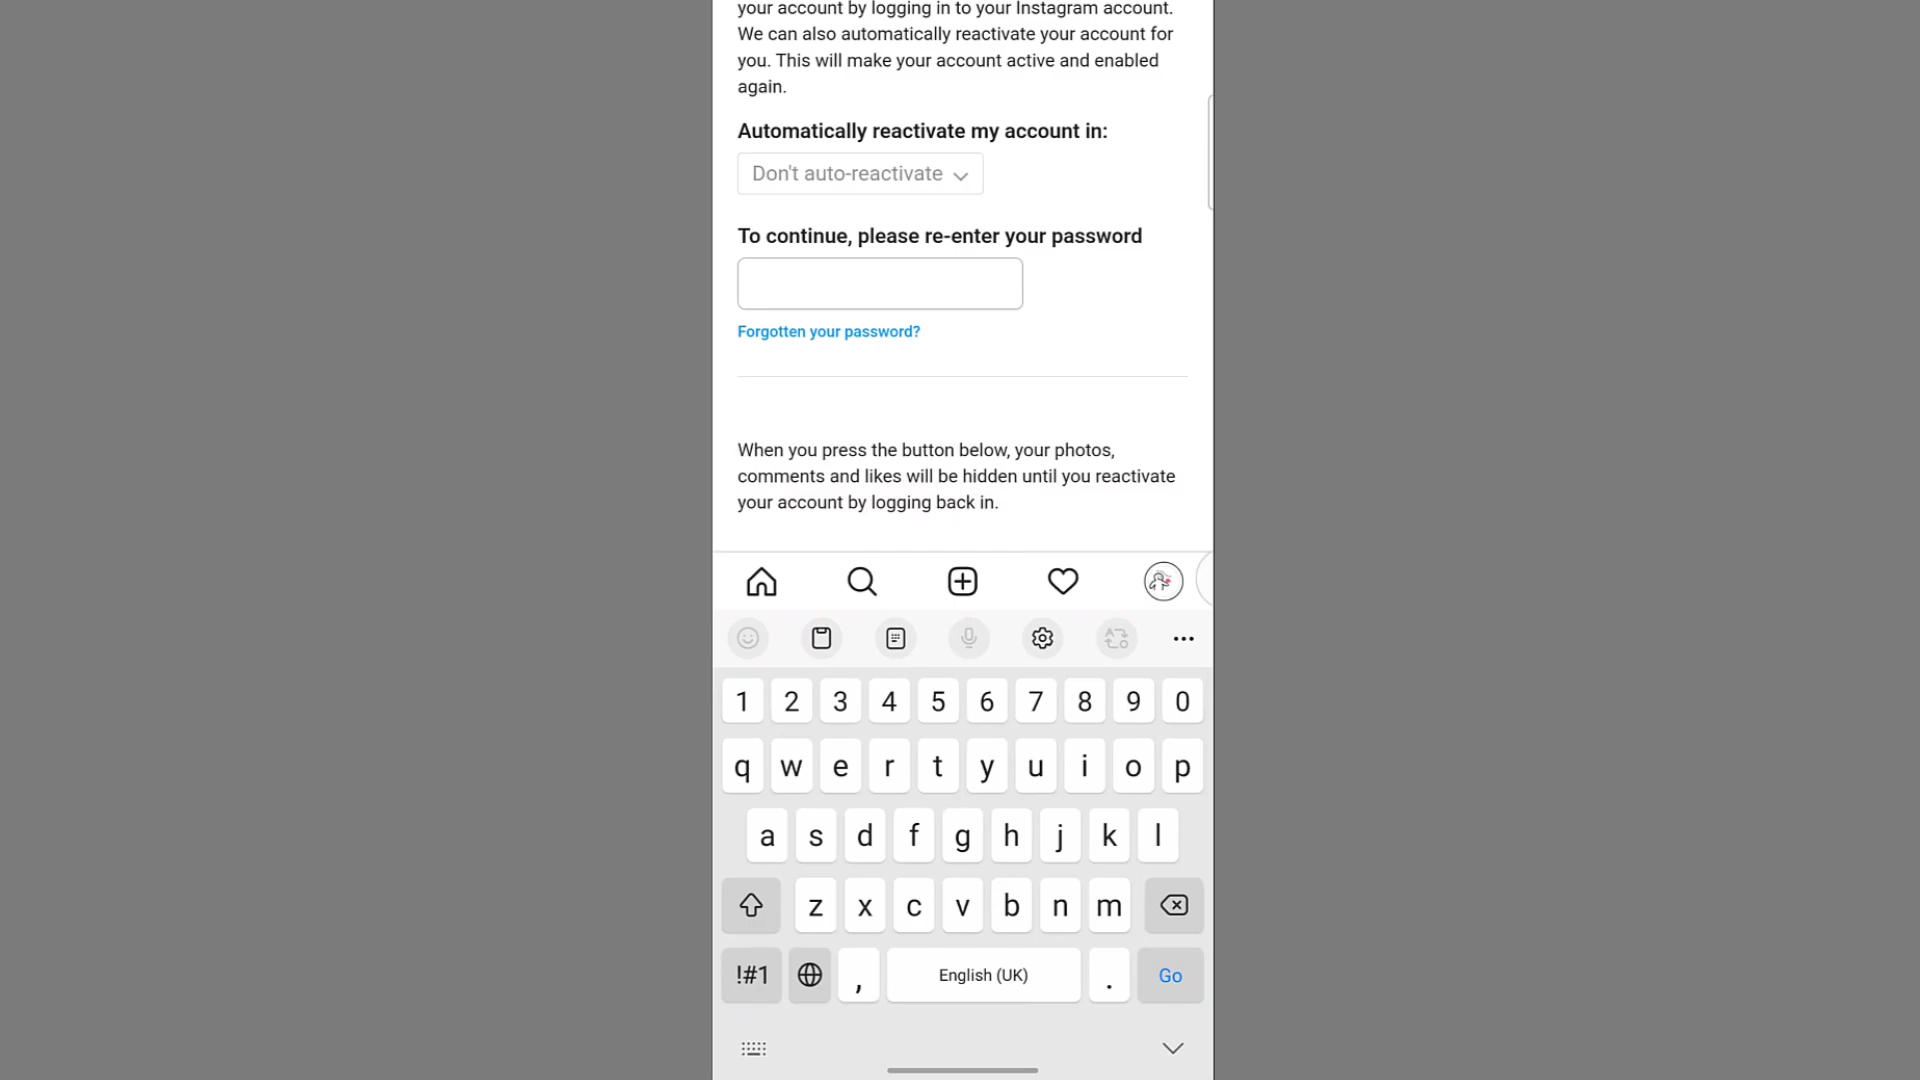 your account by logging in to your Instagram account.
We can also automatically reactivate your account for
you. This will make your account active and enabled
again.
Automatically reactivate my account in:
Don't auto-reactivate
To continue, please re-enter your password
Forgotten your password?
When you press the button below, your photos,
comments and likes will be hidden until you reactivate
your account by logging back in.
1 2 3 4 5 6 7 8 9 0
q w e r t y u i o p
a s d f g h j k l
z x c v b n m
!#1 , English (UK) . Go